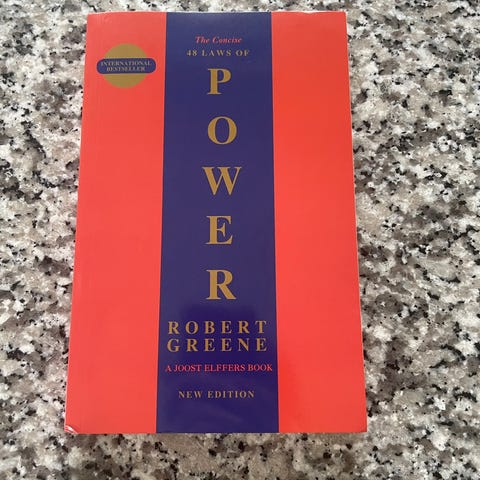 The Concise
48 LAWS OF
INTERNATIONAL
BESTSELLER
P
O
W
E
R
ROBERT
GREENE
A JOOST ELFFERS BOOK
NEW EDITION